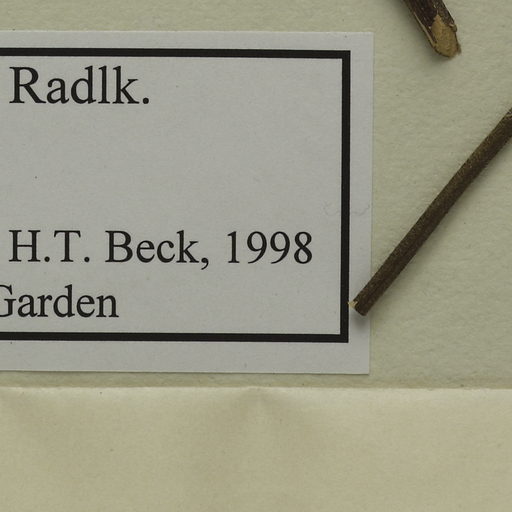 Radlk.
H.T. Beck, 1998
Garden